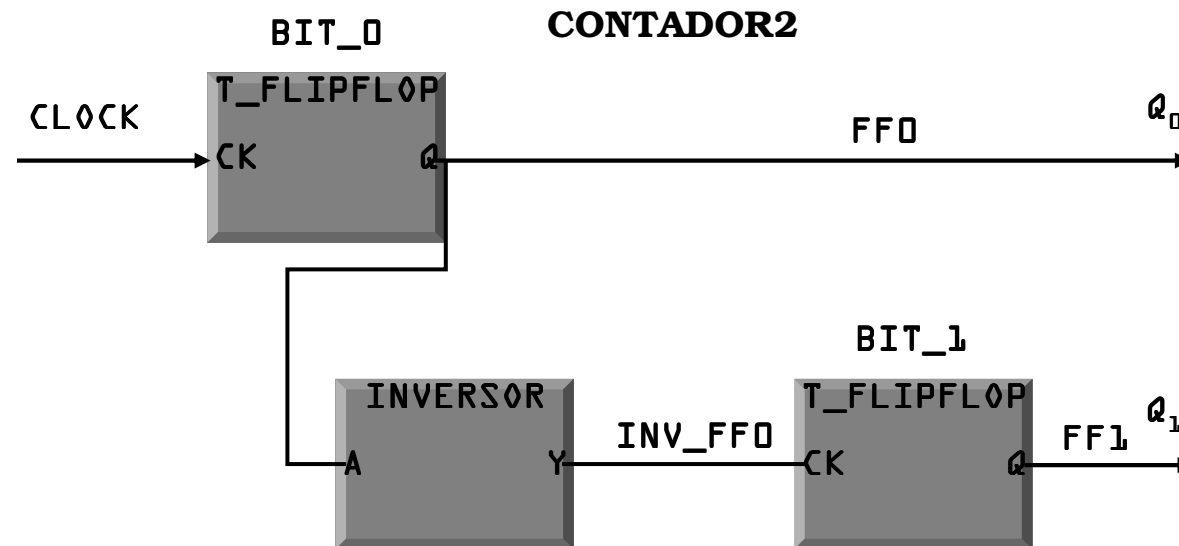 CONTADOR2
BIT_0
T_FLIPFLOP
CLOCK
CK
Q
FF0
Q0
BIT_1
INVERSOR
T_FLIPFLOP
A
Y
INV_FF0
CK
Q
FF1
Q1